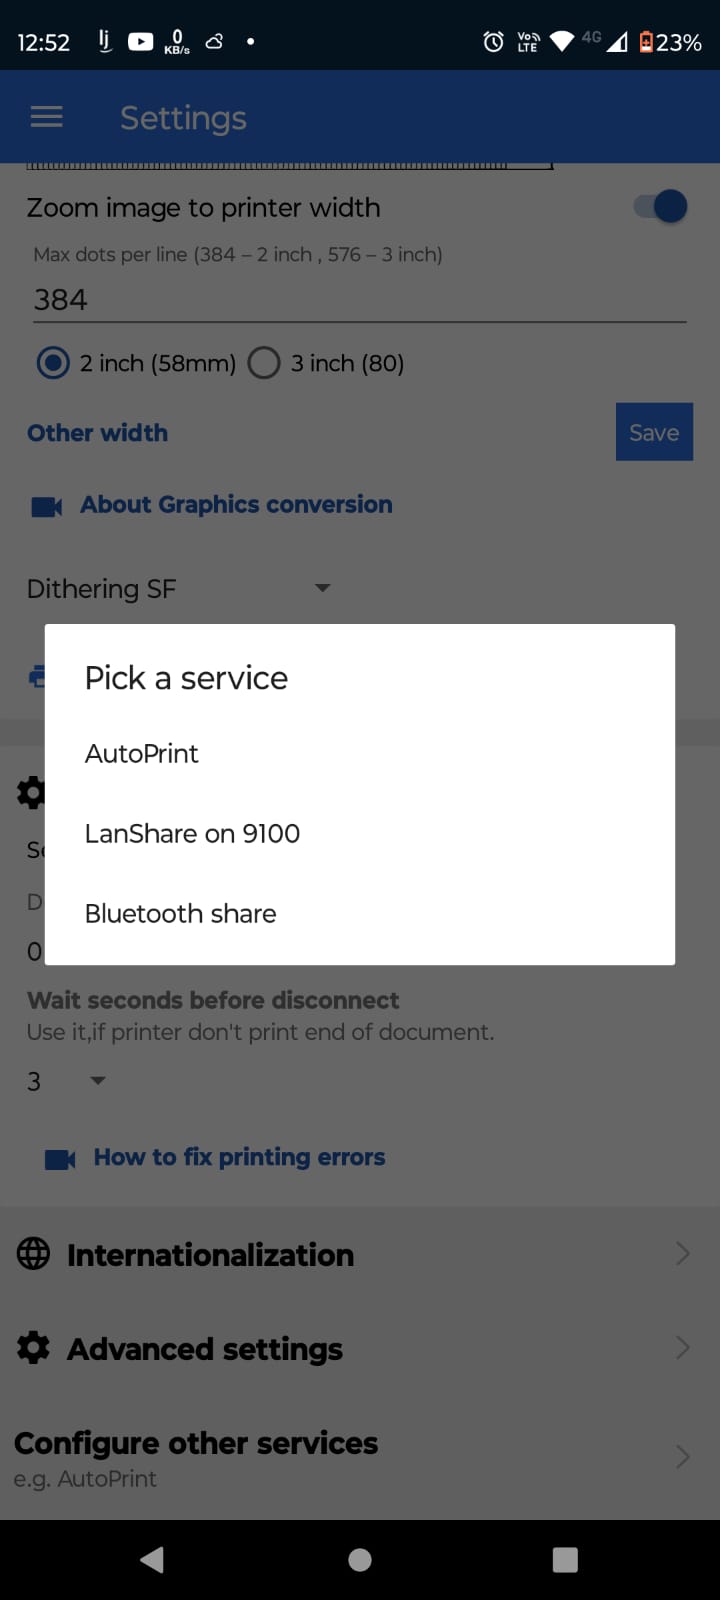 12:52 lj 0 KB/s VoLTE 4G 23%
Settings
Zoom image to printer width
Max dots per line (384 – 2 inch , 576 – 3 inch)
384
2 inch (58mm) 3 inch (80)
Other width Save
About Graphics conversion
Dithering SF
Pick a service
AutoPrint
LanShare on 9100
Bluetooth share
D
0
Wait seconds before disconnect
Use it,if printer don't print end of document.
3
How to fix printing errors
Internationalization
Advanced settings
Configure other services
e.g. AutoPrint